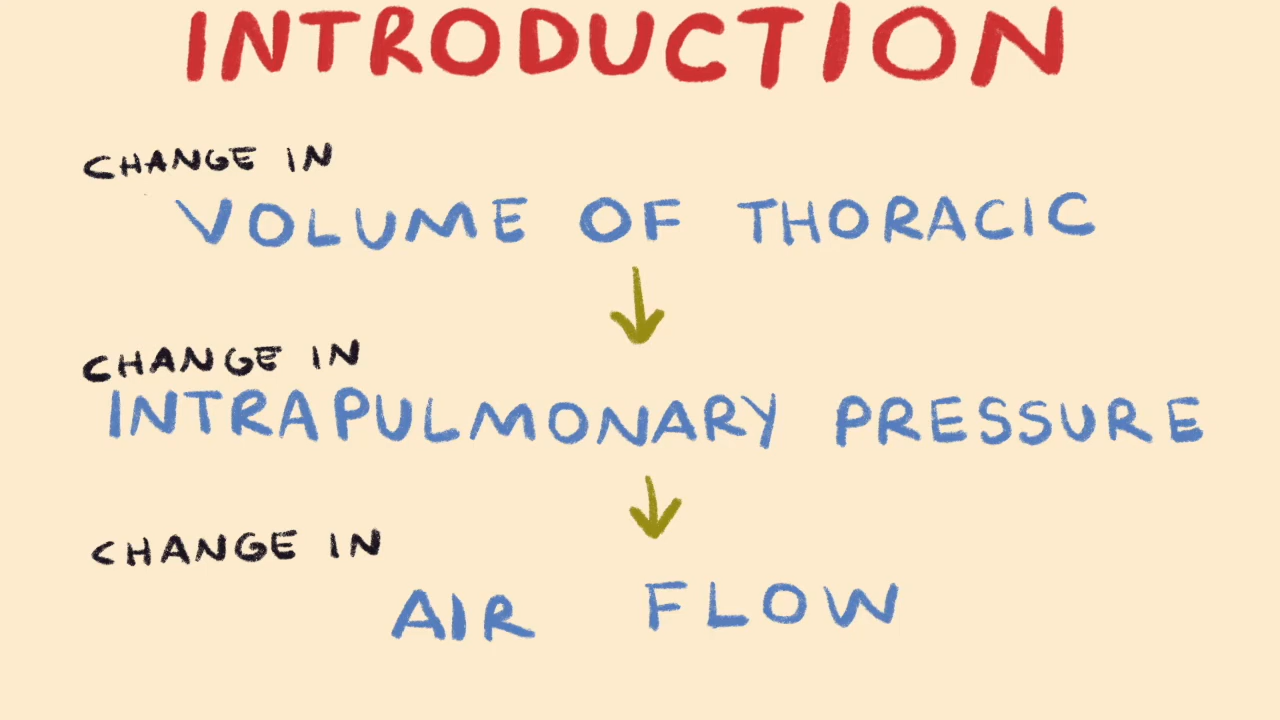 INTRODUCTION
CHANGE IN
VOLUME OF THORACIC
CHANGE IN
INTRAPULMONARY PRESSURE
CHANGE IN
AIR FLOW